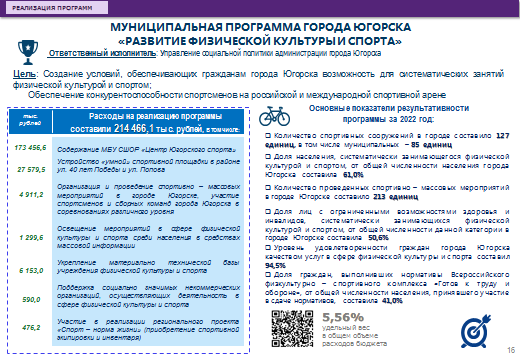 РЕАЛИЗАЦИЯ ПРОГРАММ
МУНИЦИПАЛЬНАЯ ПРОГРАММА ГОРОДА ЮГОРСКА
«РАЗВИТИЕ ФИЗИЧЕСКОЙ КУЛЬТУРЫ И СПОРТА»
Ответственный исполнитель: Управление социальной политики администрации города Югорска
Цель: Создание условий, обеспечивающих гражданам города Югорска возможность для систематических занятий
физической культурой и спортом;
Обеспечение конкурентоспособности спортсменов на российской и международной спортивной арене
тыс.
рублей
Расходы на реализацию программы
составили 214 466,1 тыс. рублей, в том числе:
173 456,6
Содержание МБУ СШОР «Центр Югорского спорта»
27 579,5
Устройство «умной» спортивной площадки в районе
ул. 40 лет Победы и ул. Попова
4 911,2
Организация и проведение спортивно – массовых
мероприятий в городе Югорске, участие
спортсменов и сборных команд города Югорска в
соревнованиях различного уровня
1 299,6
Освещение мероприятий в сфере физической
культуры и спорта среди населения в средствах
массовой информации
6 153,0
Укрепление материально технической базы
учреждения физической культуры и спорта
590,0
Поддержка социально значимых некоммерческих
организаций, осуществляющих деятельность в
сфере физической культуры и спорта
476,2
Участие в реализации регионального проекта
«Спорт – норма жизни» (приобретение спортивной
экипировки и инвентаря)
Основные показатели результативности
программы за 2022 год:
Количество спортивных сооружений в городе составило 127
единиц, в том числе муниципальных – 85 единиц
Доля населения, систематически занимающегося физической
культурой и спортом, от общей численности населения города
Югорска составила 61,0%
Количество проведенных спортивно – массовых мероприятий
в городе Югорске составило 213 единиц
Доля лиц с ограниченными возможностями здоровья и
инвалидов, систематически занимающихся физической
культурой и спортом, от общей численности данной категории в
городе Югорске составила 50,6%
Уровень удовлетворенности граждан города Югорска
качеством услуг в сфере физической культуры и спорта составил
94,5%
Доля граждан, выполнивших нормативы Всероссийского
физкультурно – спортивного комплекса «Готов к труду и
обороне», от общей численности населения, принявшего участие
в сдаче нормативов, составила 41,0%
5,56%
удельный вес
в общем объеме
расходов бюджета
16